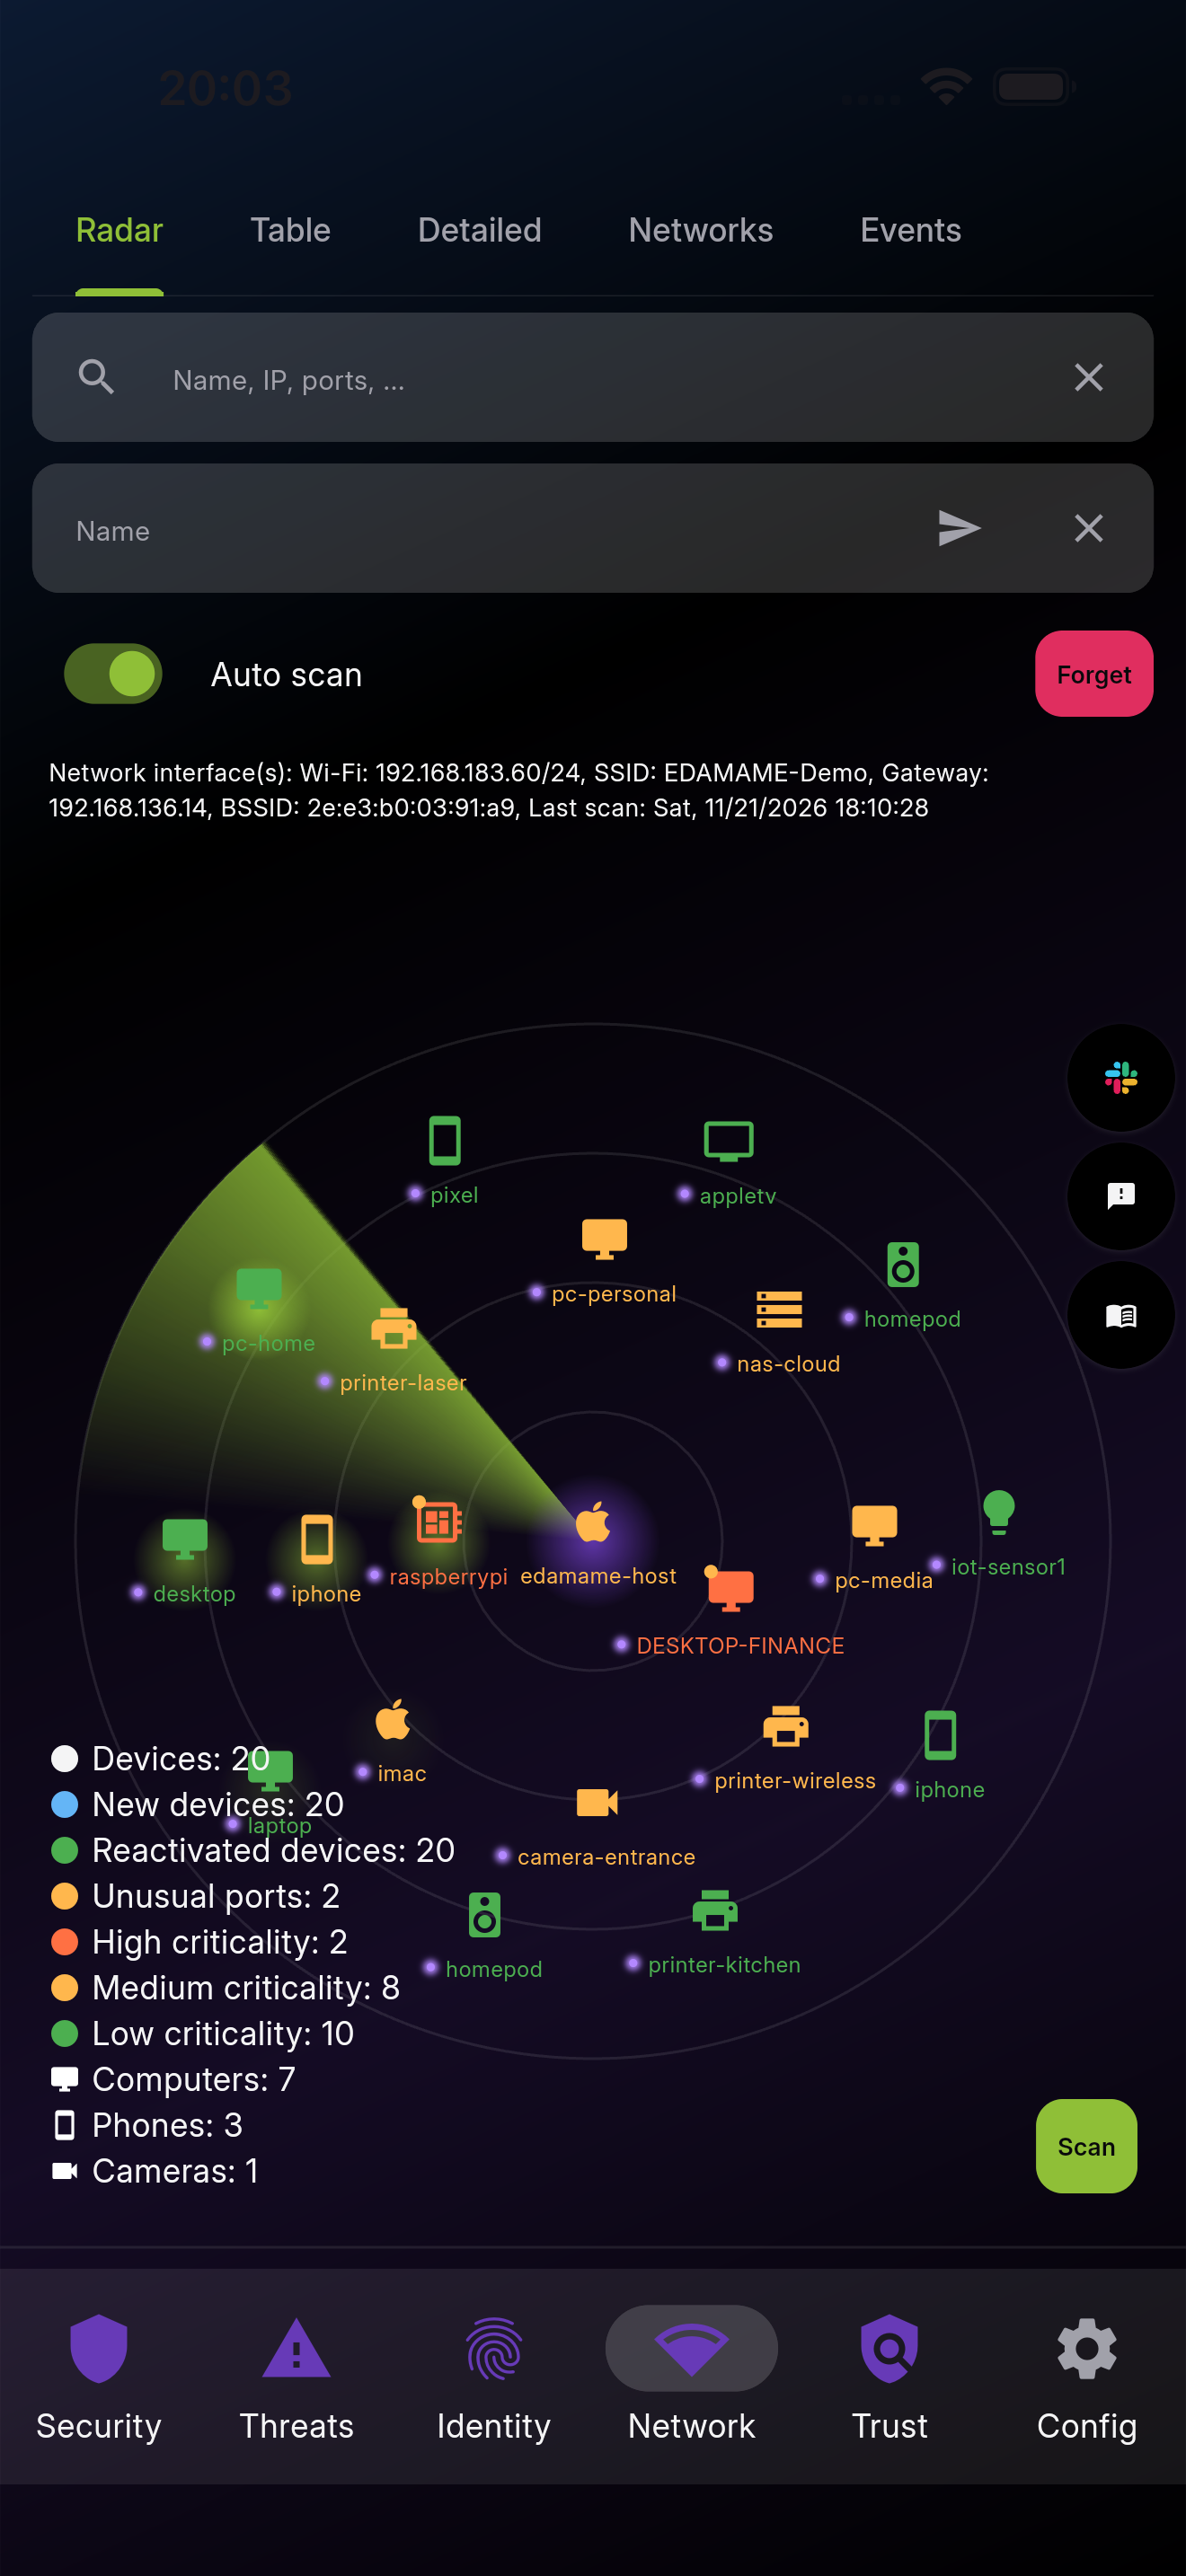 20:03
Radar Table Detailed Networks Events
Name, IP, ports, ...
Name
Auto scan Forget
Network interface(s): Wi-Fi: 192.168.183.60/24, SSID: EDAMAME-Demo, Gateway:
192.168.136.14, BSSID: 2e:e3:b0:03:91:a9, Last scan: Sat, 11/21/2026 18:10:28
pixel appletv
pc-personal
homepod
pc-home
nas-cloud
printer-laser
iot-sensor1
raspberrypi edamame-host
pc-media
desktop iphone
DESKTOP-FINANCE
imac
printer-wireless
iphone
laptop
camera-entrance
homepod printer-kitchen
Devices: 20
New devices: 20
Reactivated devices: 20
Unusual ports: 2
High criticality: 2
Medium criticality: 8
Low criticality: 10
Computers: 7
Phones: 3
Cameras: 1
Scan
Security Threats Identity Network Trust Config